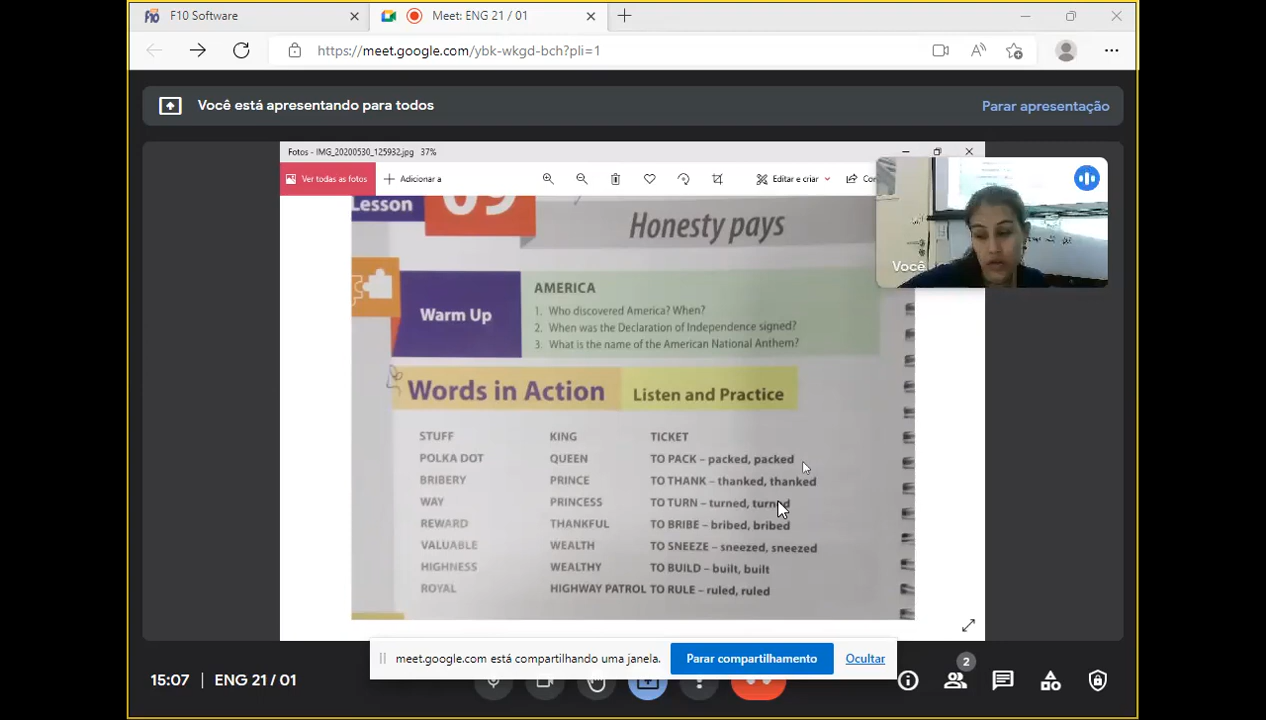 F10 Software
Meet: ENG 21 / 01
https://meet.google.com/ybk-wkgd-bch?pli=1
Você está apresentando para todos
Parar apresentação
Fotos - IMG_20200530_125932.jpg 37%
Ver todas as fotos
Adicionar a
Editar e criar
Você
Lesson 09
Honesty pays
Warm Up
AMERICA
1. Who discovered America? When?
2. When was the Declaration of Independence signed?
3. What is the name of the American National Anthem?
Words in Action Listen and Practice
STUFF KING TICKET
POLKA DOT QUEEN TO PACK – packed, packed
BRIBERY PRINCE TO THANK – thanked, thanked
WAY PRINCESS TO TURN – turned, turned
REWARD THANKFUL TO BRIBE – bribed, bribed
VALUABLE WEALTH TO SNEEZE – sneezed, sneezed
HIGHNESS WEALTHY TO BUILD – built, built
ROYAL HIGHWAY PATROL TO RULE – ruled, ruled
meet.google.com está compartilhando uma janela.
Parar compartilhamento
Ocultar
15:07 | ENG 21 / 01
2